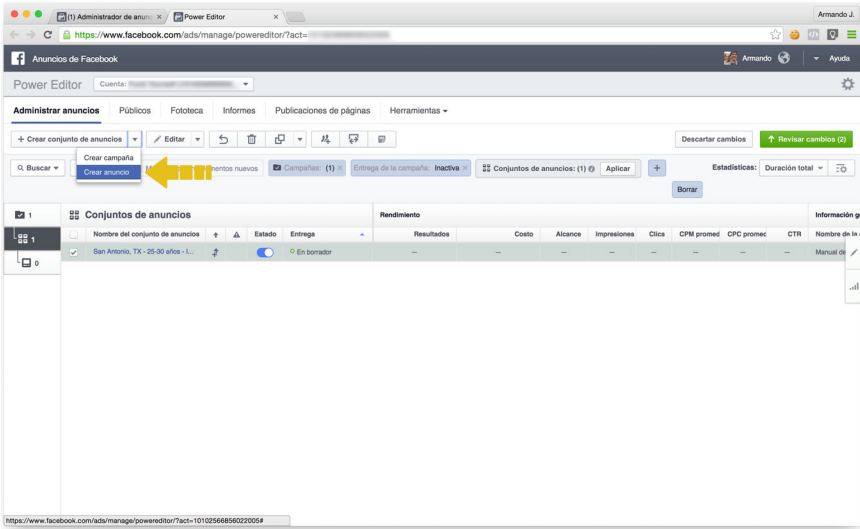 (1) Administrador de anunc
Power Editor
Armando J.
https://www.facebook.com/ads/manage/powereditor/?act=
Anuncios de Facebook
Armando
Ayuda
Power Editor
Cuenta:
Administrar anuncios
Públicos
Fototeca
Informes
Publicaciones de páginas
Herramientas
+ Crear conjunto de anuncios
Editar
Descartar cambios
Revisar cambios (2)
Crear campaña
Crear anuncio
Buscar
nuevos
Campañas: (1) ×
Entrega de la campaña: Inactiva ×
Conjuntos de anuncios: (1)
Aplicar
+
Estadísticas: Duración total
Borrar
1
Conjuntos de anuncios
Rendimiento
Información
1
Nombre del conjunto de anuncios
Estado
Entrega
Resultados
Costo
Alcance
Impresiones
Clics
CPM promed
CPC promec
CTR
Nombre de la
San Antonio, TX - 25-30 años - I...
En borrador
— — — — — — — —
Manual de
0
https://www.facebook.com/ads/manage/powereditor/?act=10102566856022005#